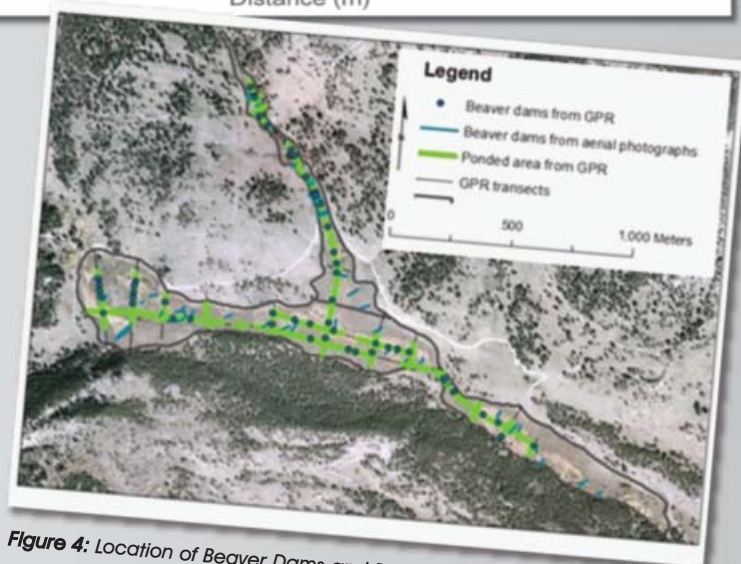 Distance (m)
Legend
Beaver dams from GPR
Beaver dams from aerial photographs
Ponded area from GPR
GPR transects
0 500 1,000 Meters
Figure 4: Location of Beaver Dams and